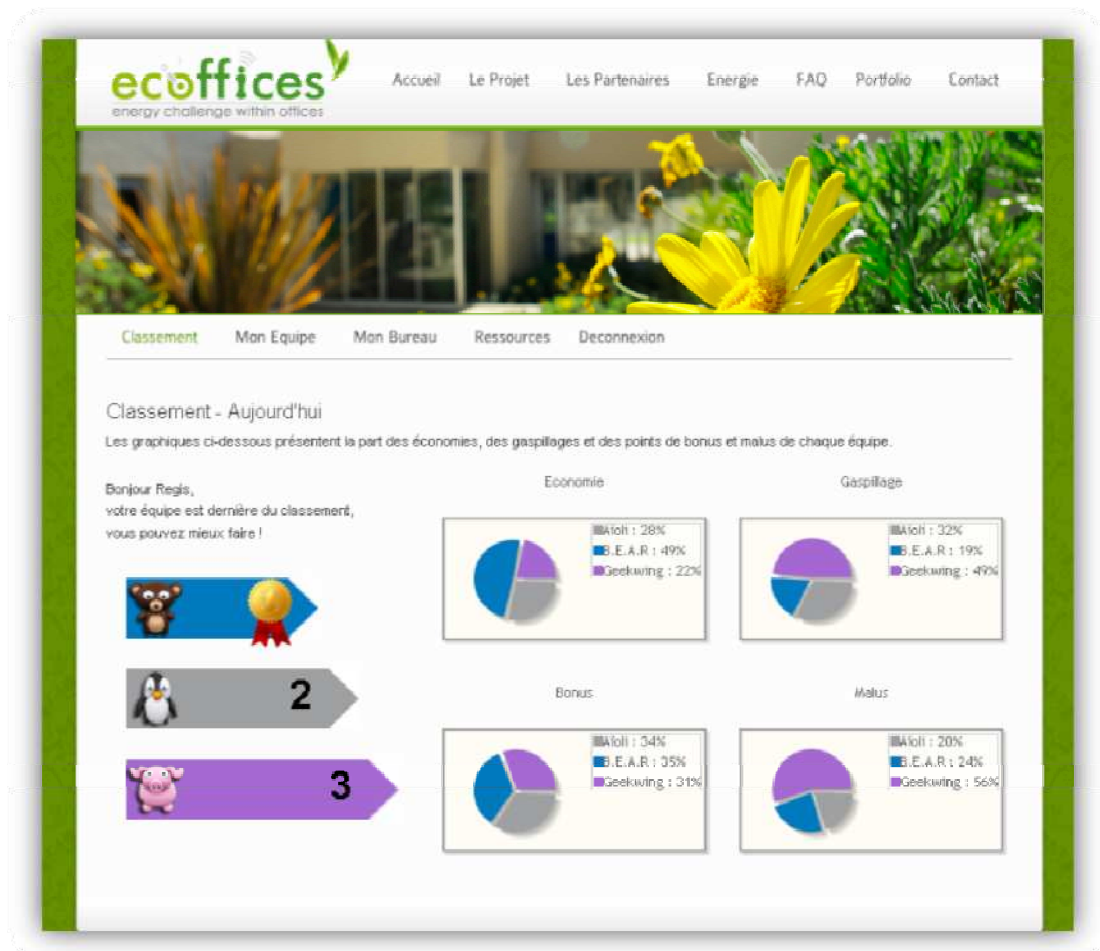 ecoffices
energy challenge within offices
Accueil Le Projet Les Partenaires Energie FAQ Portfolio Contact
Classement Mon Equipe Mon Bureau Ressources Deconnexion
Classement - Aujourd'hui
Les graphiques ci-dessous présentent la part des économies, des gaspillages et des points de bonus et malus de chaque équipe.
Bonjour Regis,
votre équipe est dernière du classement,
vous pouvez mieux faire !
2
3
Economie
Aïoli : 28%
B.E.A.R : 49%
Geekwing : 22%
Gaspillage
Aïoli : 32%
B.E.A.R : 19%
Geekwing : 49%
Bonus
Aïoli : 34%
B.E.A.R : 35%
Geekwing : 31%
Malus
Aïoli : 20%
B.E.A.R : 24%
Geekwing : 56%